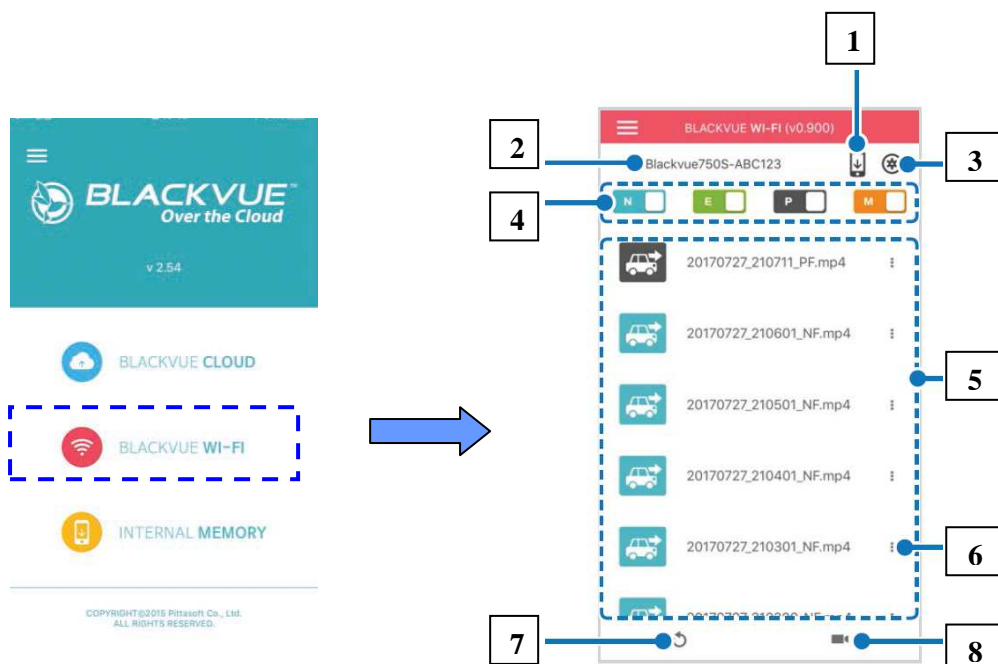 BLACKVUE™
Over the Cloud
v 2.54
BLACKVUE CLOUD
BLACKVUE WI-FI
INTERNAL MEMORY
COPYRIGHT©2015 Pittasoft Co., Ltd.
ALL RIGHTS RESERVED.
1
BLACKVUE WI-FI (v0.900)
2
Blackvue750S-ABC123
3
4
N E P M
20170727_210711_PF.mp4
20170727_210601_NF.mp4
5
20170727_210501_NF.mp4
20170727_210401_NF.mp4
20170727_210301_NF.mp4
6
7
8